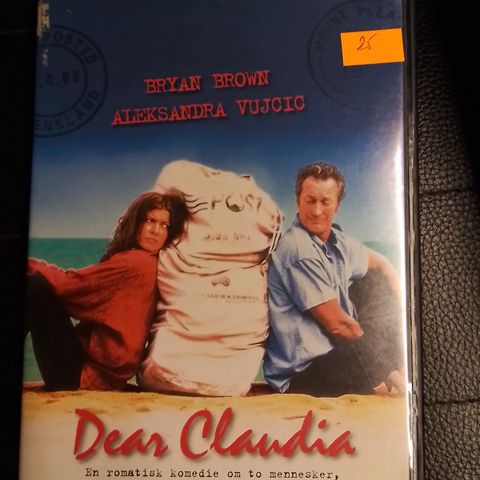 25
BRYAN BROWN
ALEKSANDRA VUJCIC
POST
Dear Claudia
En romatisk komedie om to mennesker,